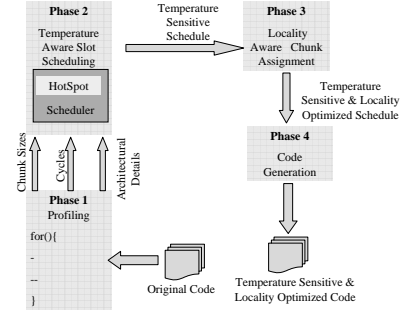 Phase 2
Temperature
Aware Slot
Scheduling
HotSpot
Scheduler
Temperature
Sensitive
Schedule
Phase 3
Locality
Aware Chunk
Assignment
Temperature
Sensitive & Locality
Optimized Schedule
Phase 4
Code
Generation
Chunk Sizes
Cycles
Architectural
Details
Phase 1
Profiling
for(){
-
--
}
Original Code
Temperature Sensitive &
Locality Optimized Code